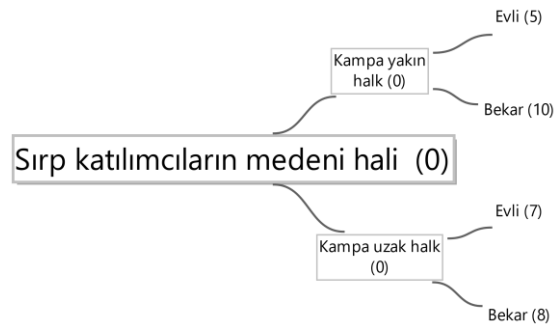 Evli (5)
Kampa yakın
halk (0)
Bekar (10)
Sırp katılımcıların medeni hali  (0)
Evli (7)
Kampa uzak halk
(0)
Bekar (8)